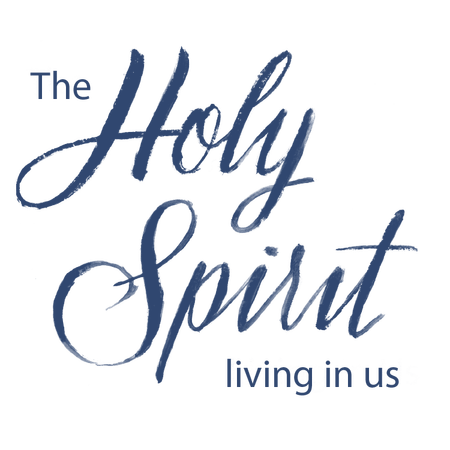 The
Holy
Spirit
living in us